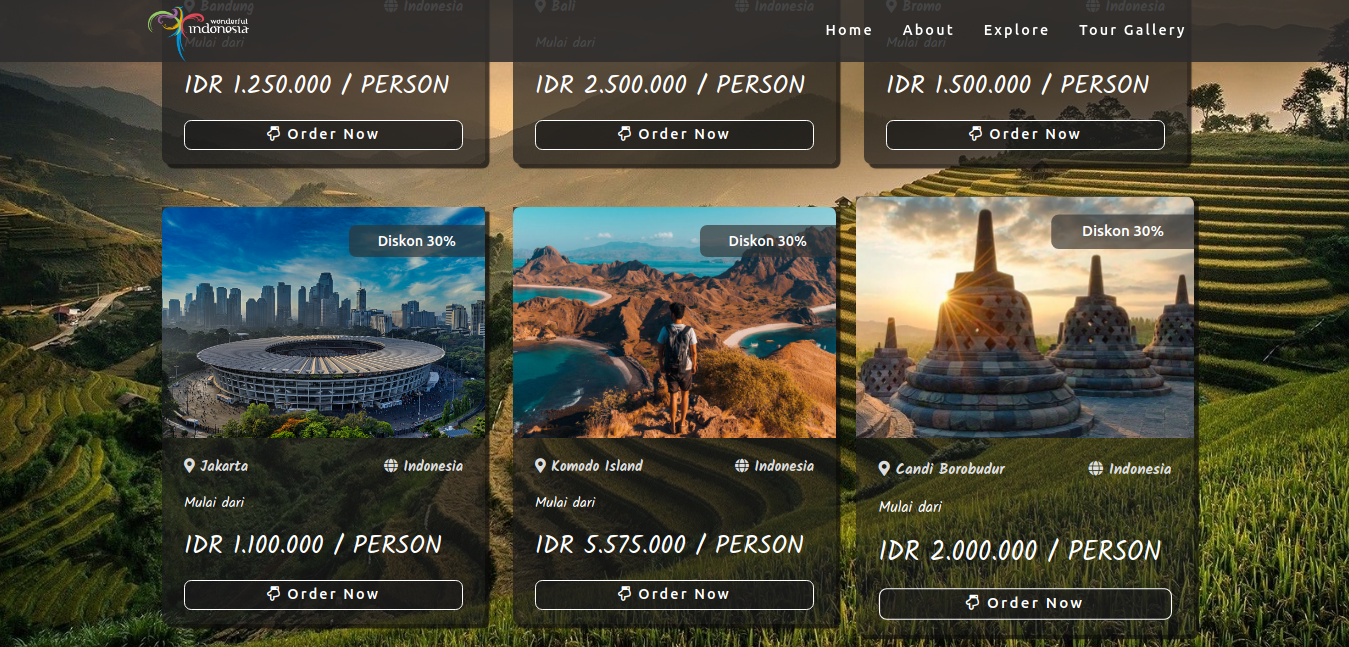 wonderful
indonesia
Home About Explore Tour Gallery
Bandung Indonesia
Bali Indonesia
Bromo Indonesia
Mulai dari
Mulai dari
Mulai dari
IDR 1.250.000 / PERSON
IDR 2.500.000 / PERSON
IDR 1.500.000 / PERSON
Order Now
Order Now
Order Now
Diskon 30%
Diskon 30%
Diskon 30%
Jakarta Indonesia
Mulai dari
IDR 1.100.000 / PERSON
Order Now
Komodo Island Indonesia
Mulai dari
IDR 5.575.000 / PERSON
Order Now
Candi Borobudur Indonesia
Mulai dari
IDR 2.000.000 / PERSON
Order Now